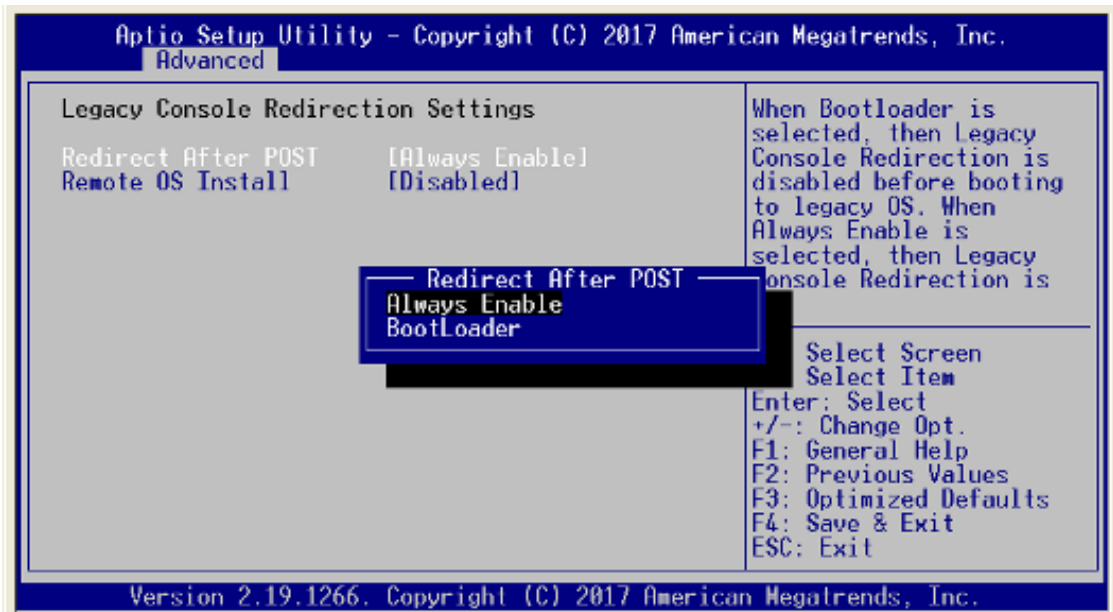 Aptio Setup Utility – Copyright (C) 2017 American Megatrends, Inc.
Advanced
Legacy Console Redirection Settings
Redirect After POST [Always Enable]
Remote OS Install [Disabled]
When Bootloader is
selected, then Legacy
Console Redirection is
disabled before booting
to legacy OS. When
Always Enable is
selected, then Legacy
onsole Redirection is
Redirect After POST
Always Enable
BootLoader
Select Screen
Select Item
Enter: Select
+/-: Change Opt.
F1: General Help
F2: Previous Values
F3: Optimized Defaults
F4: Save & Exit
ESC: Exit
Version 2.19.1266. Copyright (C) 2017 American Megatrends, Inc.